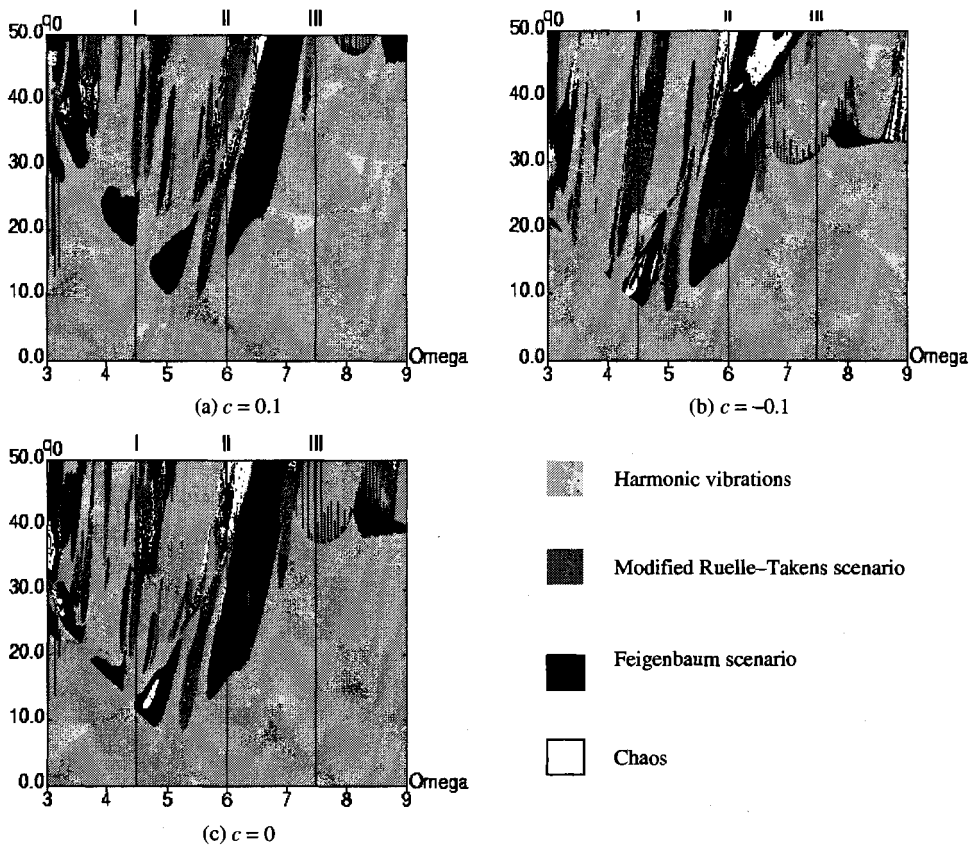 q0 I II III
50.0
40.0
30.0
20.0
10.0
0.0
3 4 5 6 7 8 9
Omega
(a) c = 0.1
q0 I II III
50.0
40.0
30.0
20.0
10.0
0.0
3 4 5 6 7 8 9
Omega
(b) c = –0.1
q0 I II III
50.0
40.0
30.0
20.0
10.0
0.0
3 4 5 6 7 8 9
Omega
(c) c = 0
Harmonic vibrations
Modified Ruelle–Takens scenario
Feigenbaum scenario
Chaos